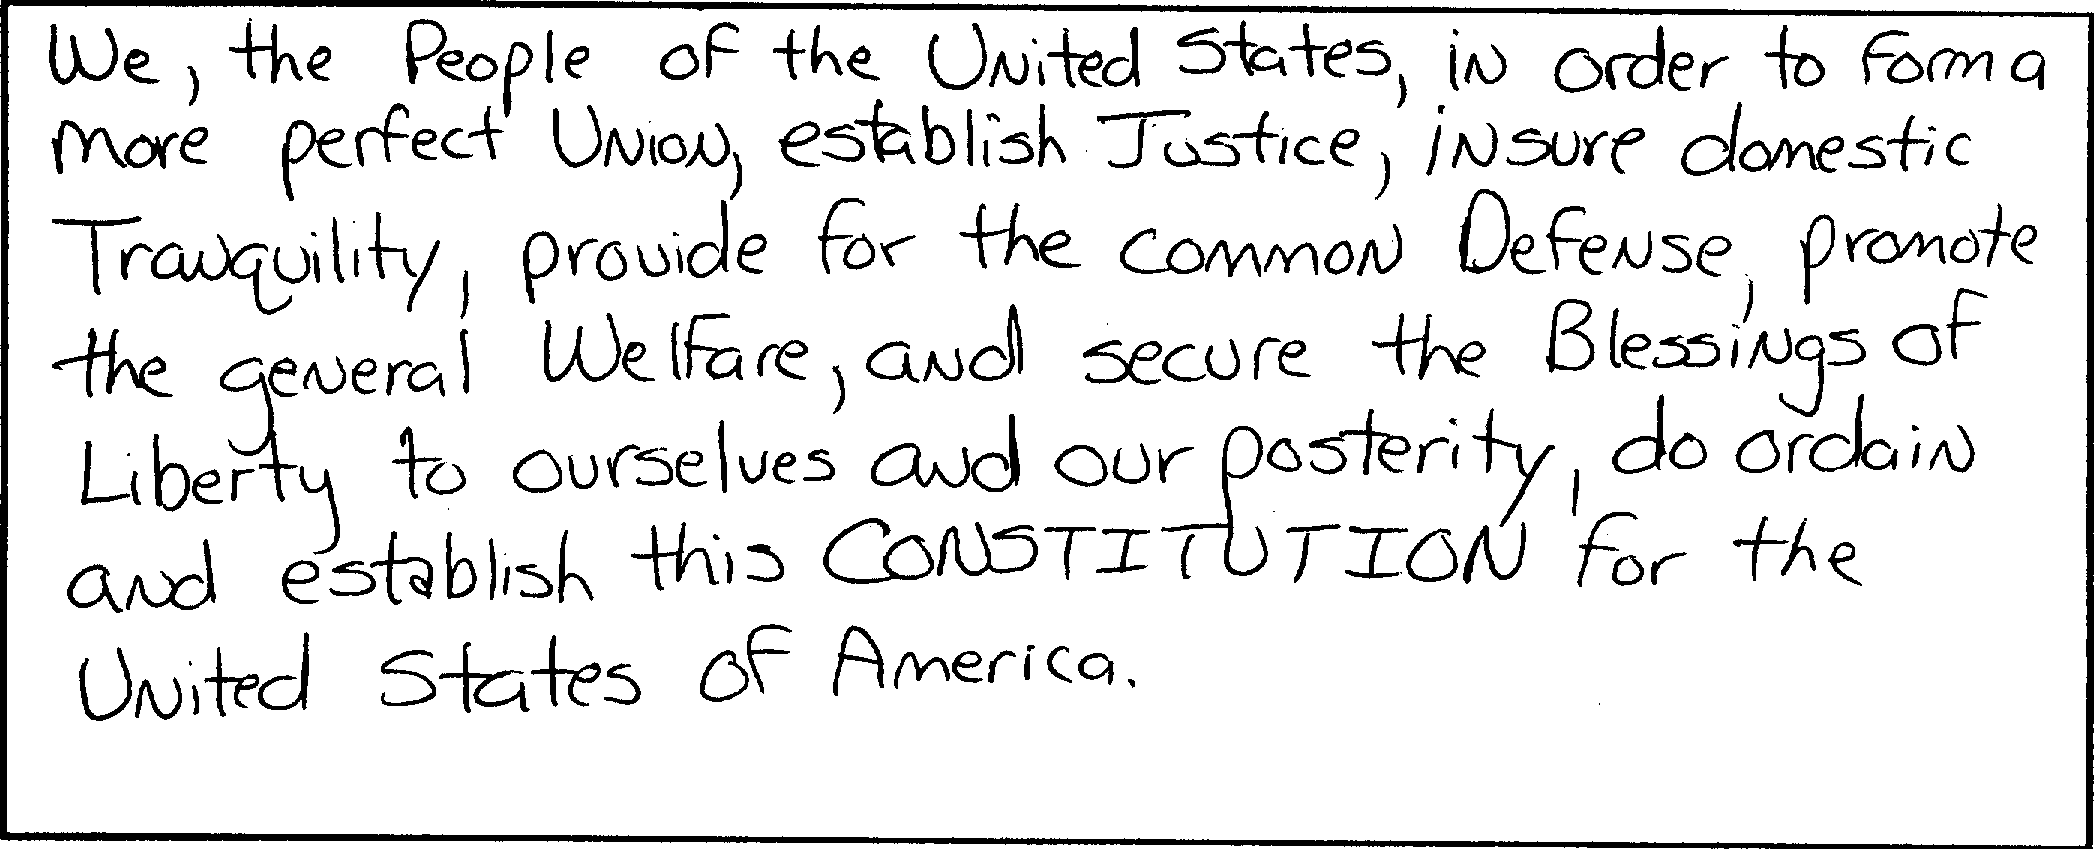 We, the People of the United States, in order to form a
more perfect Union, establish Justice, insure domestic
Tranquility, provide for the common Defense, promote
the general Welfare, and secure the Blessings of
Liberty to ourselves and our posterity, do ordain
and establish this CONSTITUTION for the
United States of America.